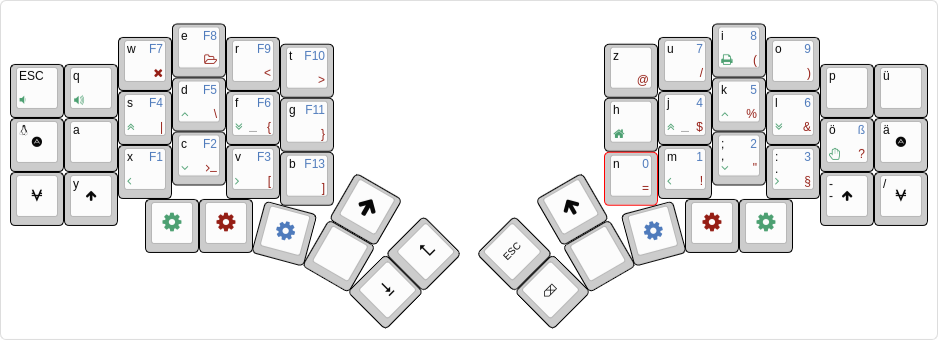 ESC
q
w F7
e F8
r F9
<
t F10
>
a
s F4
|
d F5
\
f F6
_ {
g F11
}
y
x F1
<
c F2
>_
v F3
> [
b F13
]
z
@
u 7
/
i 8
(
o 9
)
p
ü
h
j 4
_ $
k 5
%
l 6
&
ö ß
?
ä
n 0
=
m 1
< !
; 2
, "
: 3
. > §
-
-
/
ESC